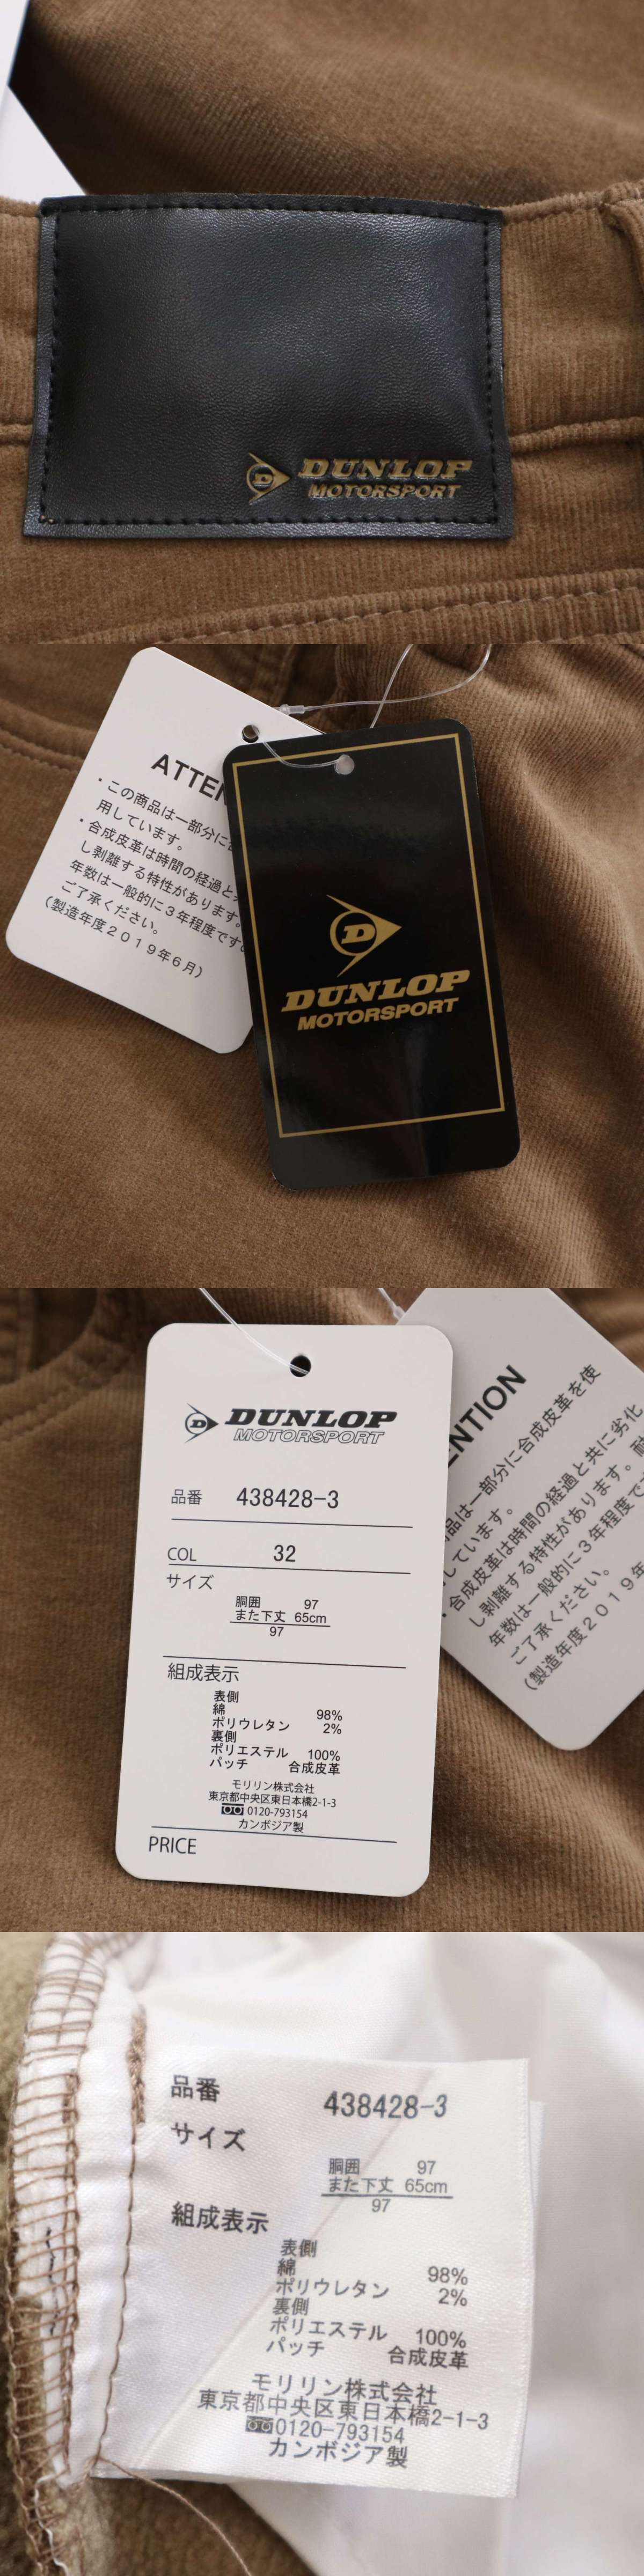 DUNLOP
MOTORSPORT
ATTEN
・この商品は一部分に
用しています。
・合成皮革は時間の経過と
し剥離する特性があります。
年数は一般的に３年程度です。
ご了承ください。
(製造年度２０１９年６月)
D
DUNLOP
MOTORSPORT
D
DUNLOP
MOTORSPORT
品番 438428-3
COL 32
サイズ
胴囲 97
また下丈 65cm
97
組成表示
表側
綿 98%
ポリウレタン 2%
裏側
ポリエステル 100%
パッチ 合成皮革
モリリン株式会社
東京都中央区東日本橋2-1-3
0120-793154
カンボジア製
PRICE
ENTION
品は一部分に合成皮革を使
しています。
・合成皮革は時間の経過と共に劣化
し剥離する特性があります。耐
年数は一般的に３年程度で
ご了承ください。
(製造年度２０１９年
品番 438428-3
サイズ
胴囲 97
また下丈 65cm
97
組成表示
表側
綿 98%
ポリウレタン 2%
裏側
ポリエステル 100%
パッチ 合成皮革
モリリン株式会社
東京都中央区東日本橋2-1-3
0120-793154
カンボジア製